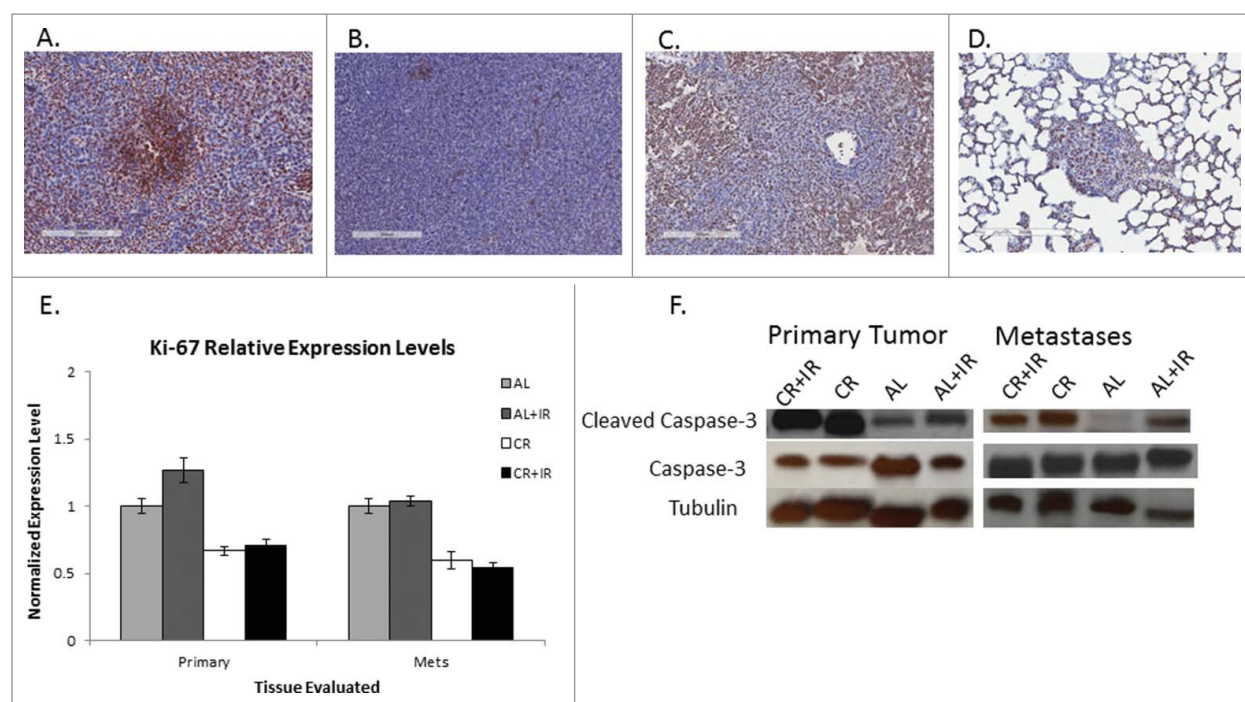 A.
B.
C.
D.
E.
Ki-67 Relative Expression Levels
Normalized Expression Level
2
1.5
1
0.5
0
AL
AL+IR
CR
CR+IR
Primary
Mets
Tissue Evaluated
F.
Primary Tumor
Metastases
CR+IR
CR
AL
AL+IR
CR+IR
CR
AL
AL+IR
Cleaved Caspase-3
Caspase-3
Tubulin